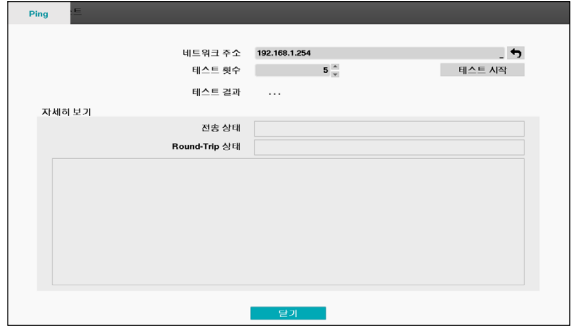 Ping
네트워크 주소 192.168.1.254
테스트 횟수 5 테스트 시작
테스트 결과 ...
자세히 보기
전송 상태
Round-Trip 상태
닫기